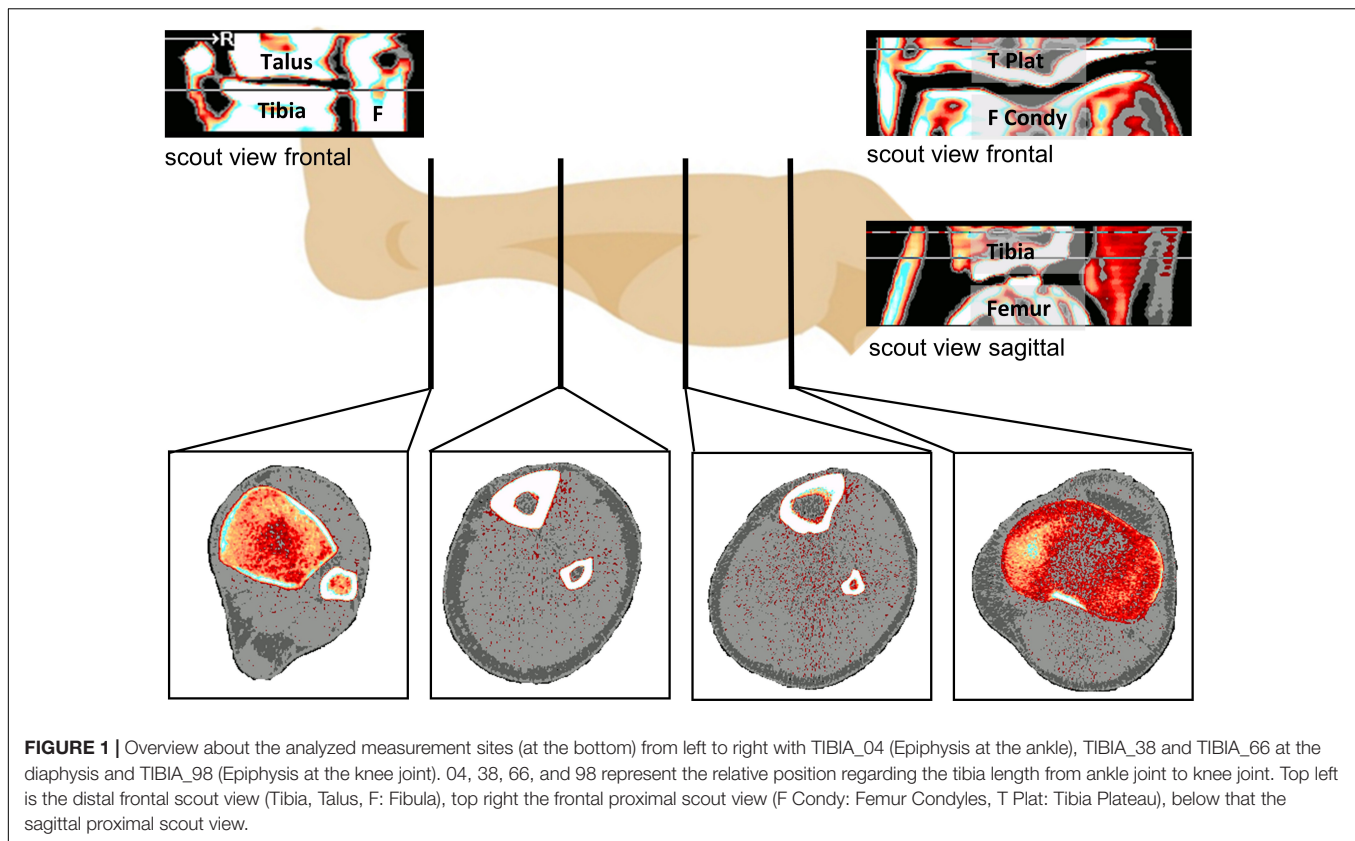 R
Talus
Tibia
F
scout view frontal
T Plat
F Condy
scout view frontal
Tibia
Femur
scout view sagittal
FIGURE 1 | Overview about the analyzed measurement sites (at the bottom) from left to right with TIBIA_04 (Epiphysis at the ankle), TIBIA_38 and TIBIA_66 at the
diaphysis and TIBIA_98 (Epiphysis at the knee joint). 04, 38, 66, and 98 represent the relative position regarding the tibia length from ankle joint to knee joint. Top left
is the distal frontal scout view (Tibia, Talus, F: Fibula), top right the frontal proximal scout view (F Condy: Femur Condyles, T Plat: Tibia Plateau), below that the
sagittal proximal scout view.